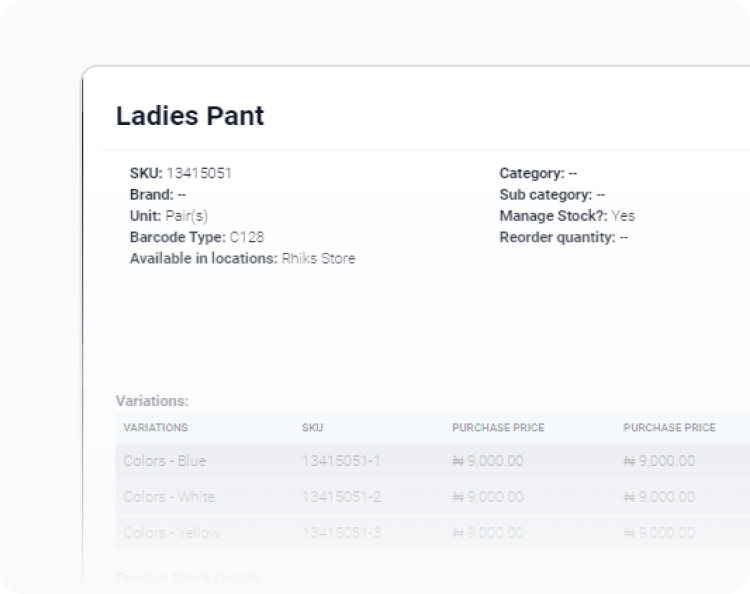 Ladies Pant
SKU: 13415051
Category: --
Brand: --
Sub category: --
Unit: Pair(s)
Manage Stock?: Yes
Barcode Type: C128
Reorder quantity: --
Available in locations: Rhiks Store
Variations:
VARIATIONS SKU PURCHASE PRICE PURCHASE PRICE
Colors - Blue 13415051-1 ₦ 9,000.00 ₦ 9,000.00
Colors - White 13415051-2 ₦ 9,000.00 ₦ 9,000.00
Colors - Yellow 13415051-3 ₦ 9,000.00 ₦ 9,000.00
Product Stock Details